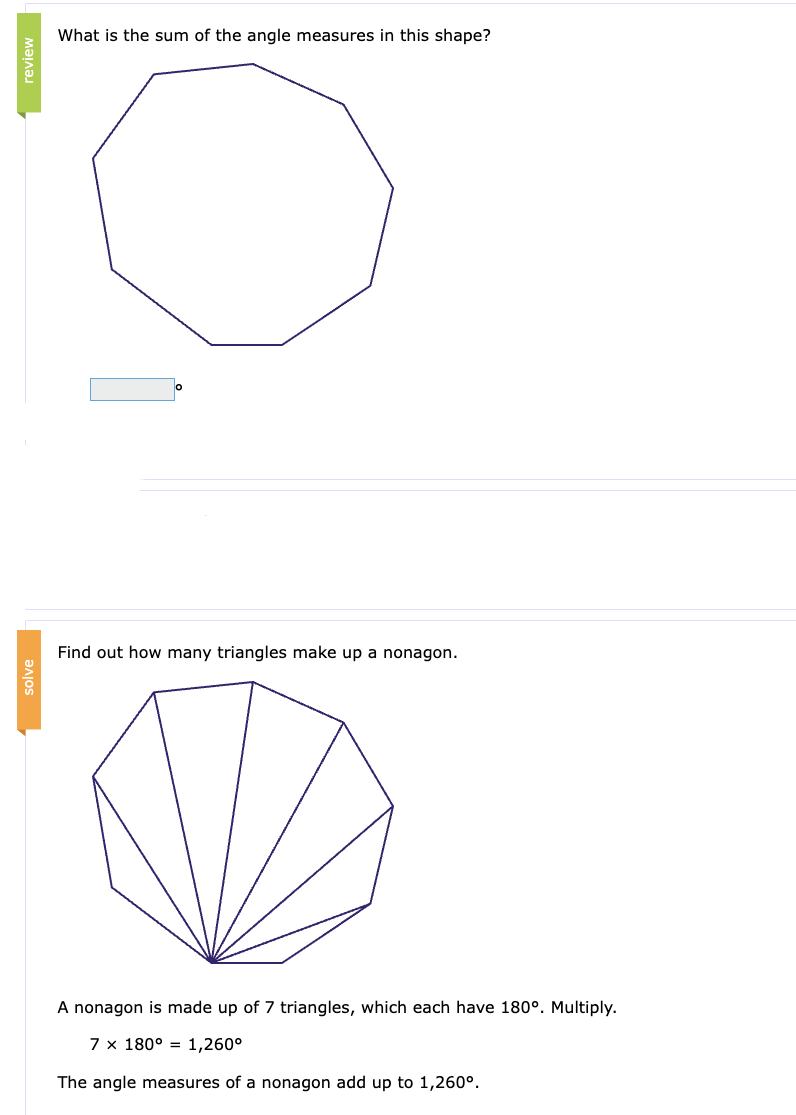 review
What is the sum of the angle measures in this shape?
°
solve
Find out how many triangles make up a nonagon.
A nonagon is made up of 7 triangles, which each have 180°. Multiply.
7 × 180° = 1,260°
The angle measures of a nonagon add up to 1,260°.